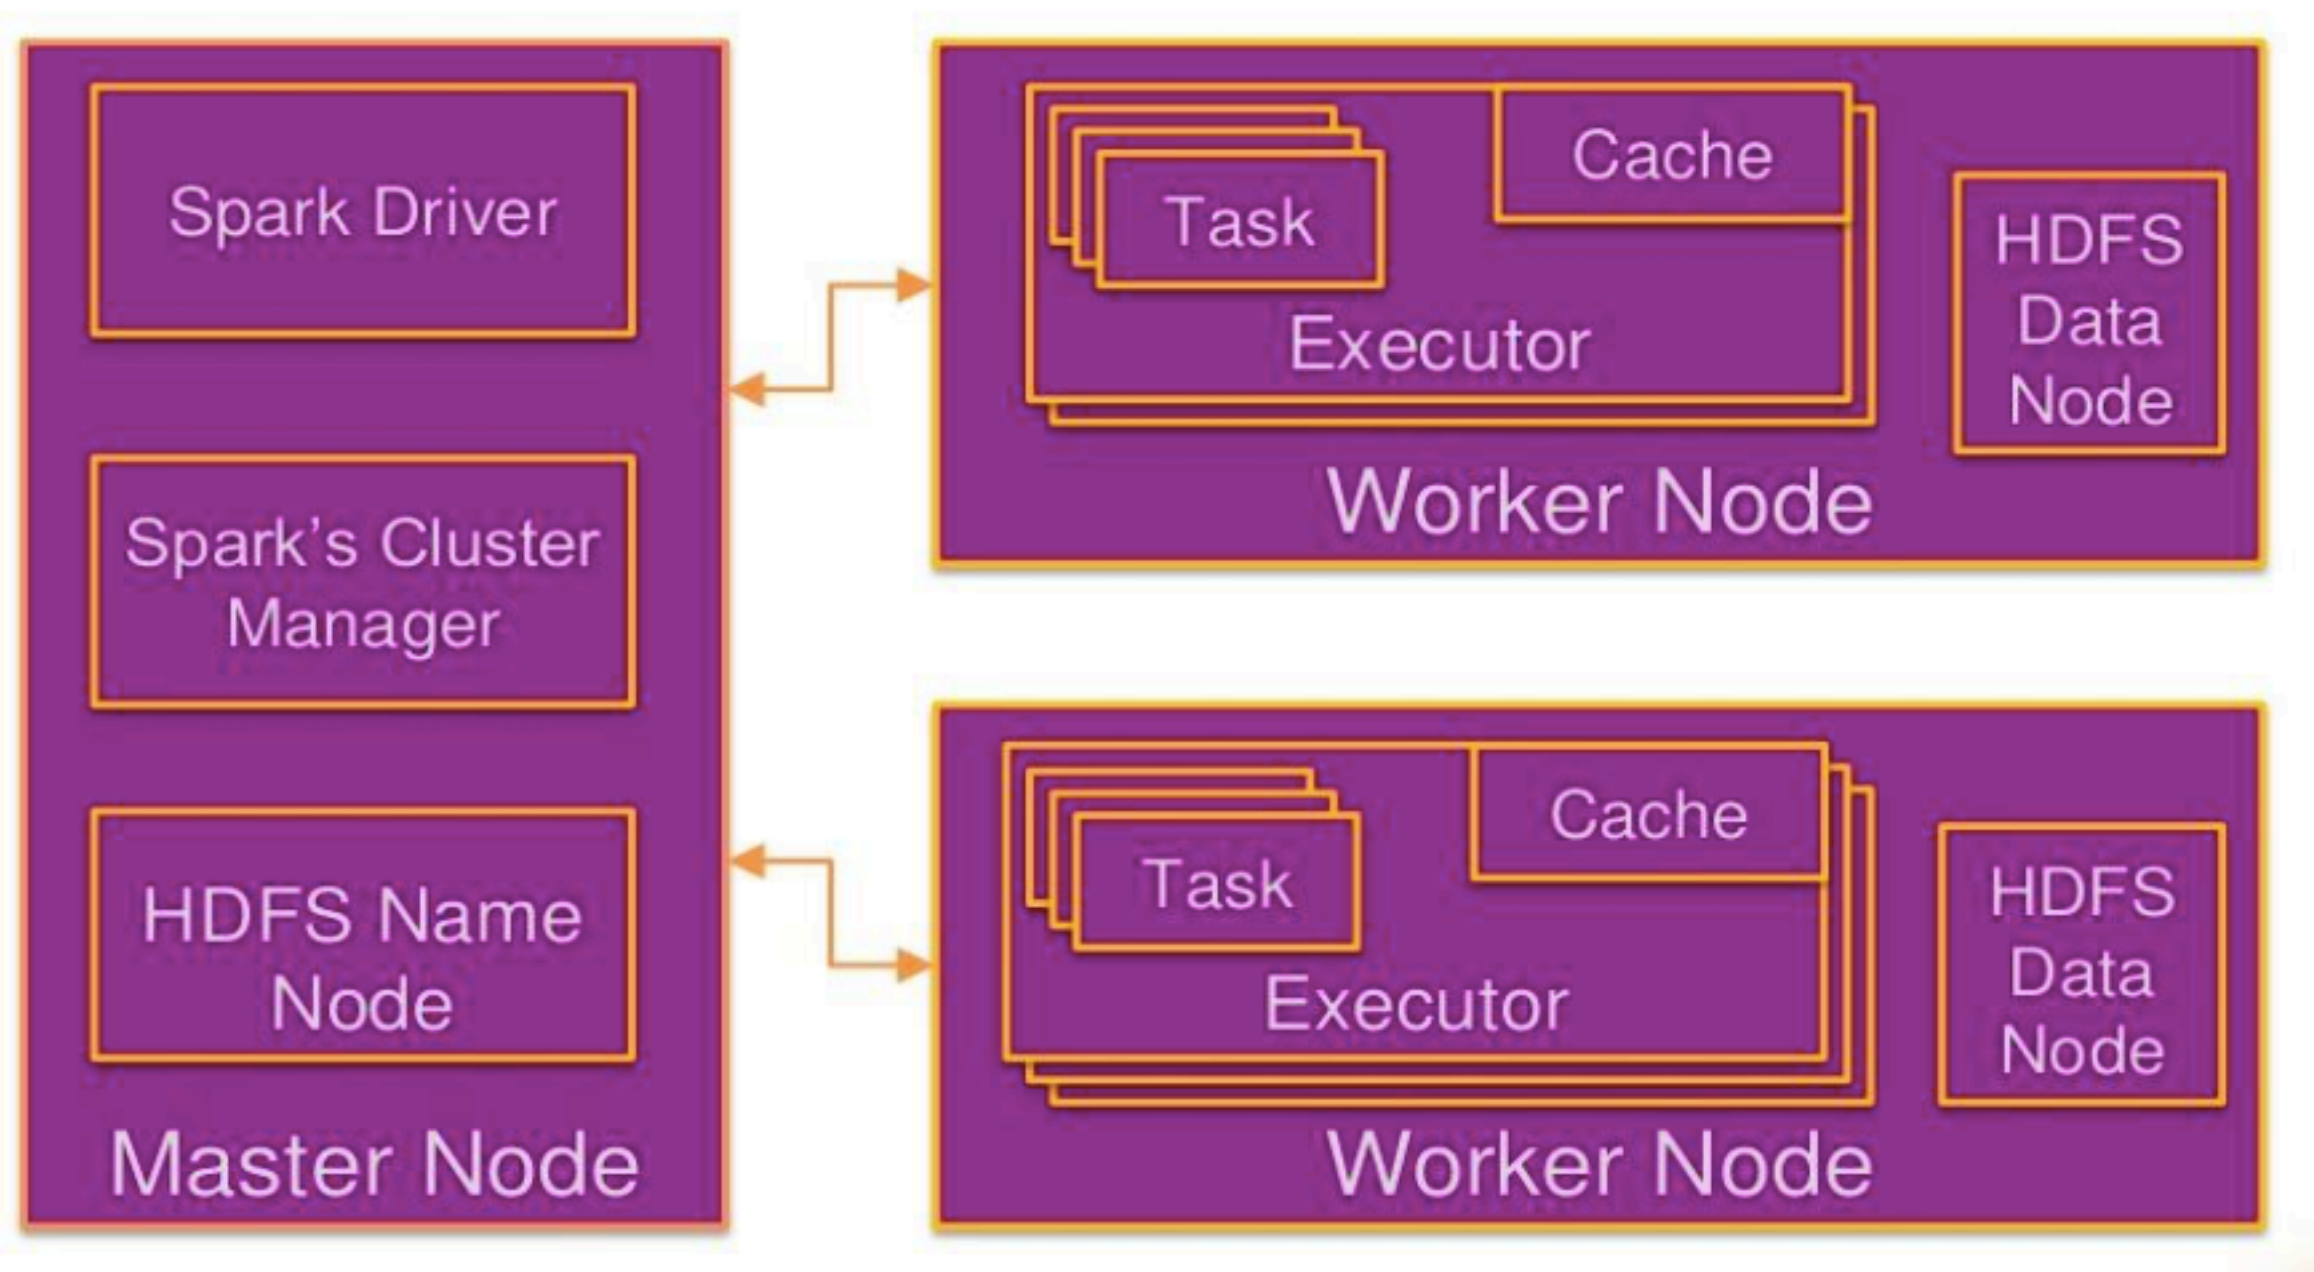 Spark Driver
Spark's Cluster
Manager
HDFS Name
Node
Master Node
Cache
Task
Executor
HDFS
Data
Node
Worker Node
Cache
Task
Executor
HDFS
Data
Node
Worker Node